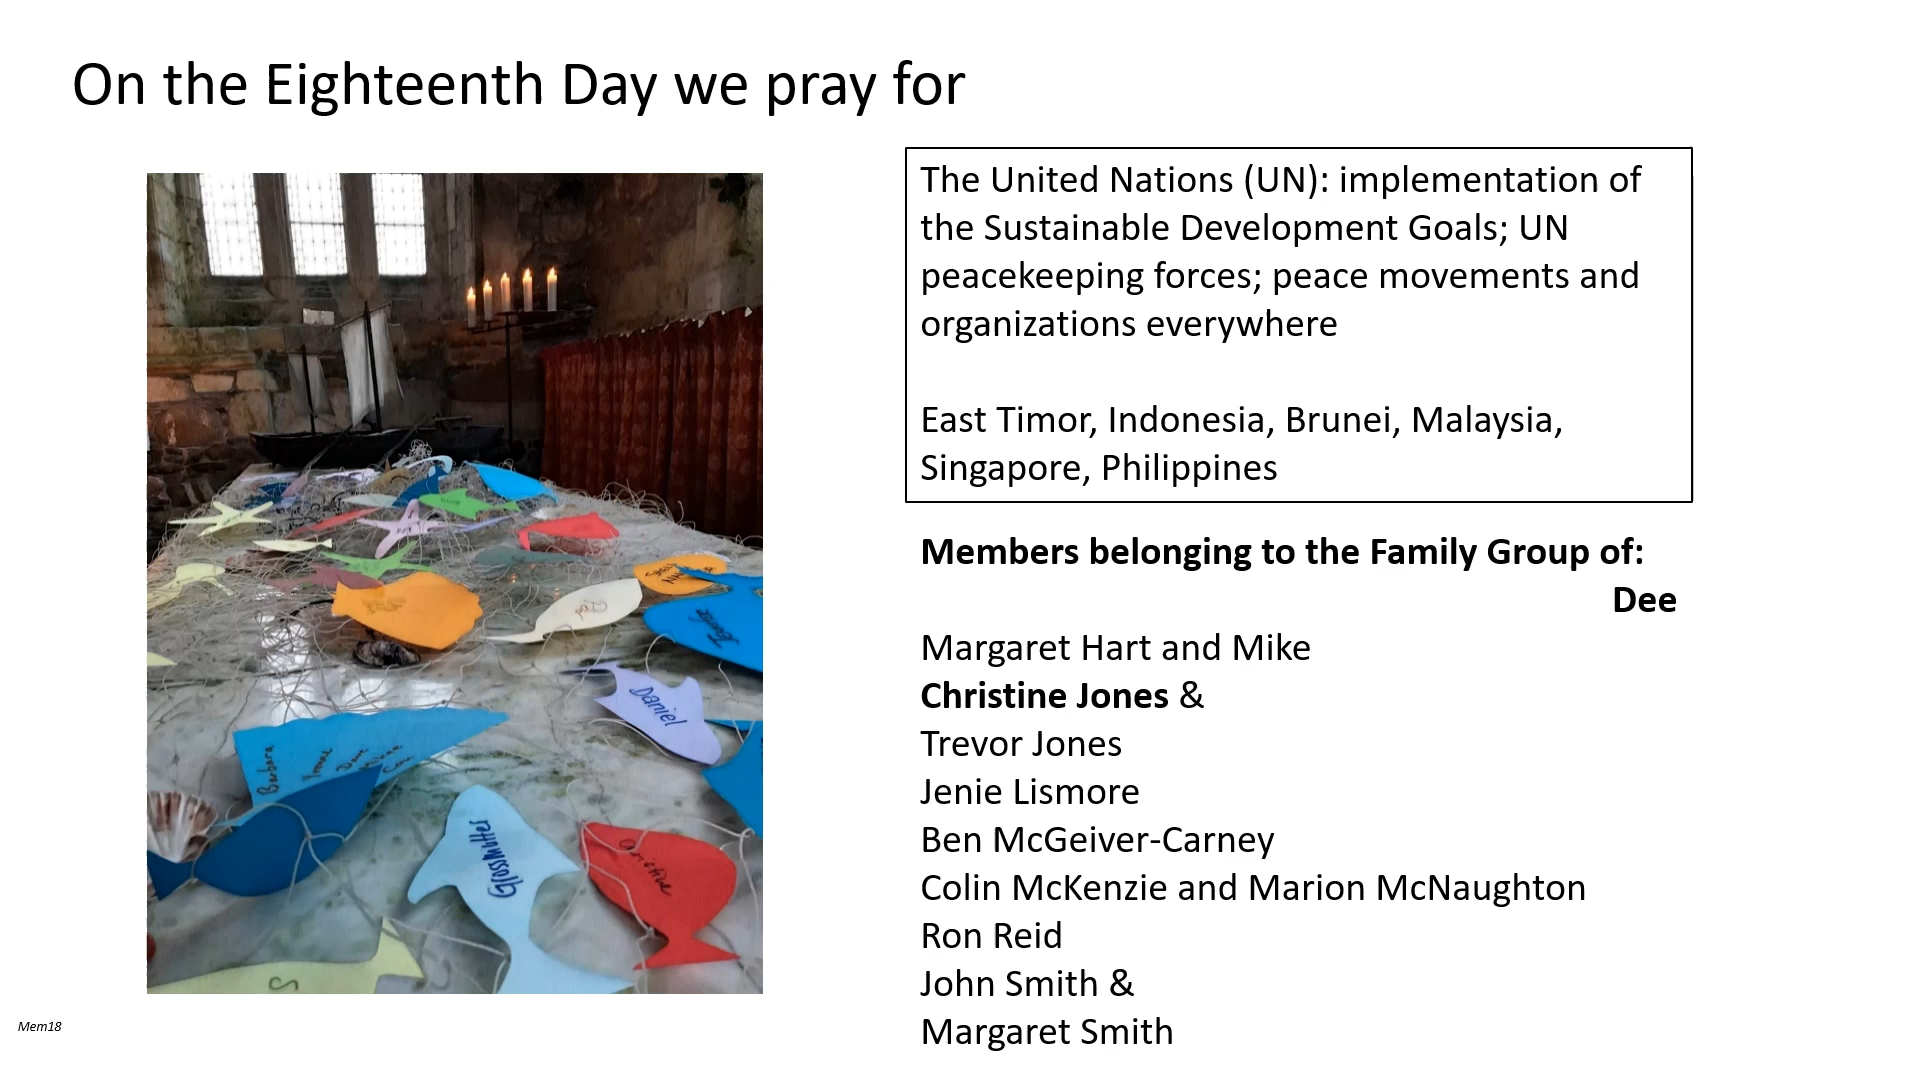 On the Eighteenth Day we pray for
The United Nations (UN): implementation of
the Sustainable Development Goals; UN
peacekeeping forces; peace movements and
organizations everywhere
East Timor, Indonesia, Brunei, Malaysia,
Singapore, Philippines
Members belonging to the Family Group of:
Dee
Margaret Hart and Mike
Christine Jones &
Trevor Jones
Jenie Lismore
Ben McGeiver-Carney
Colin McKenzie and Marion McNaughton
Ron Reid
John Smith &
Margaret Smith
Daniel
Barbara
Christine
Mem18